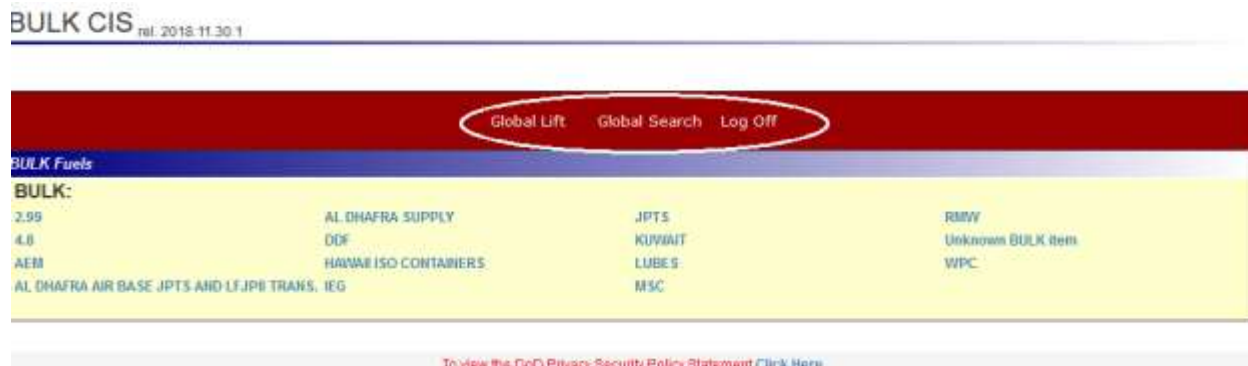 BULK CIS rel. 2018.11.30.1
Global Lift Global Search Log Off
BULK Fuels
BULK:
2.99 AL DHAFRA SUPPLY JPTS RMW
4.8 DDF KUWAIT Unknown BULK item
AEM HAWAII ISO CONTAINERS LUBES WPC
AL DHAFRA AIR BASE JPTS AND LFJP8 TRANS. IEG MSC
To view the DoD Privacy Security Policy Statement Click Here